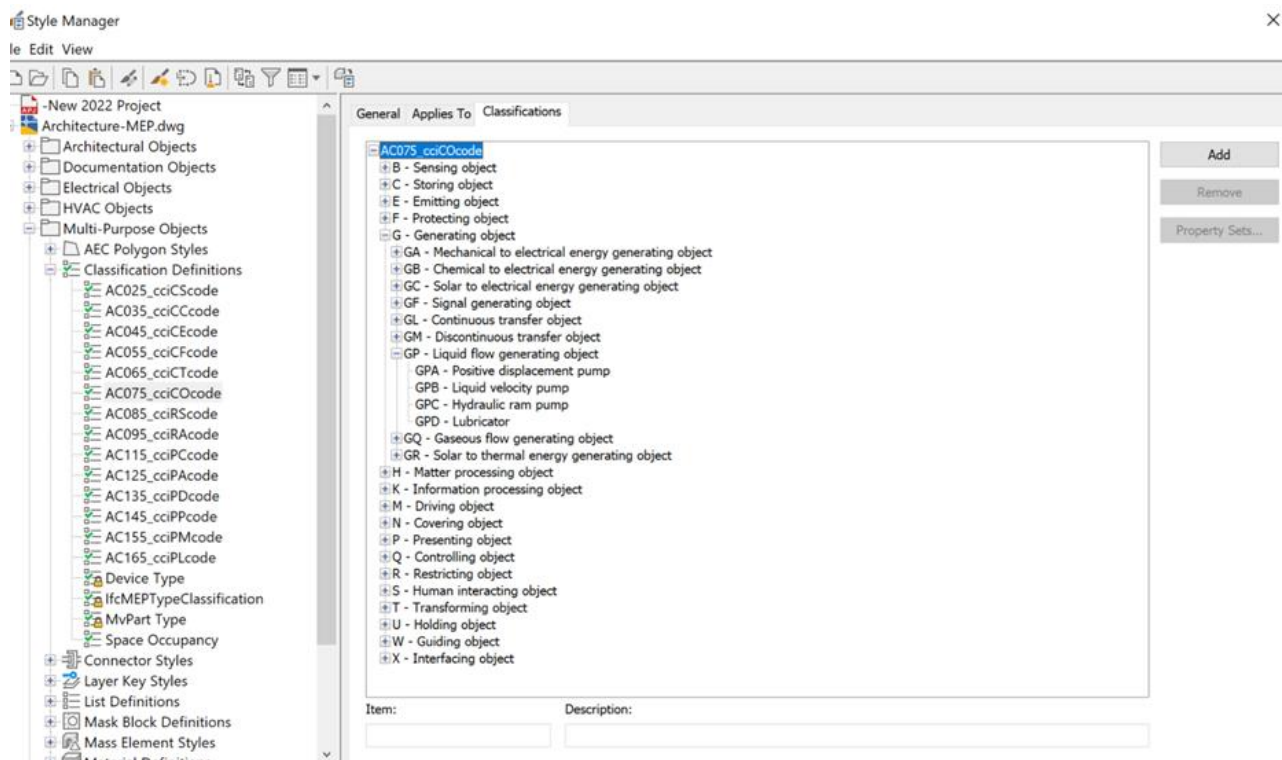 Style Manager
le Edit View
-New 2022 Project
Architecture-MEP.dwg
Architectural Objects
Documentation Objects
Electrical Objects
HVAC Objects
Multi-Purpose Objects
AEC Polygon Styles
Classification Definitions
AC025_cciCScode
AC035_cciCCcode
AC045_cciCEcode
AC055_cciCFcode
AC065_cciCTcode
AC075_cciCOcode
AC085_cciRScode
AC095_cciRAcode
AC115_cciPCcode
AC125_cciPAcode
AC135_cciPDcode
AC145_cciPPcode
AC155_cciPMcode
AC165_cciPLcode
Device Type
IfcMEPTypeClassification
MvPart Type
Space Occupancy
Connector Styles
Layer Key Styles
List Definitions
Mask Block Definitions
Mass Element Styles
General Applies To Classifications
AC075_cciCOcode
B - Sensing object
C - Storing object
E - Emitting object
F - Protecting object
G - Generating object
GA - Mechanical to electrical energy generating object
GB - Chemical to electrical energy generating object
GC - Solar to electrical energy generating object
GF - Signal generating object
GL - Continuous transfer object
GM - Discontinuous transfer object
GP - Liquid flow generating object
GPA - Positive displacement pump
GPB - Liquid velocity pump
GPC - Hydraulic ram pump
GPD - Lubricator
GQ - Gaseous flow generating object
GR - Solar to thermal energy generating object
H - Matter processing object
K - Information processing object
M - Driving object
N - Covering object
P - Presenting object
Q - Controlling object
R - Restricting object
S - Human interacting object
T - Transforming object
U - Holding object
W - Guiding object
X - Interfacing object
Item: Description:
Add
Remove
Property Sets...